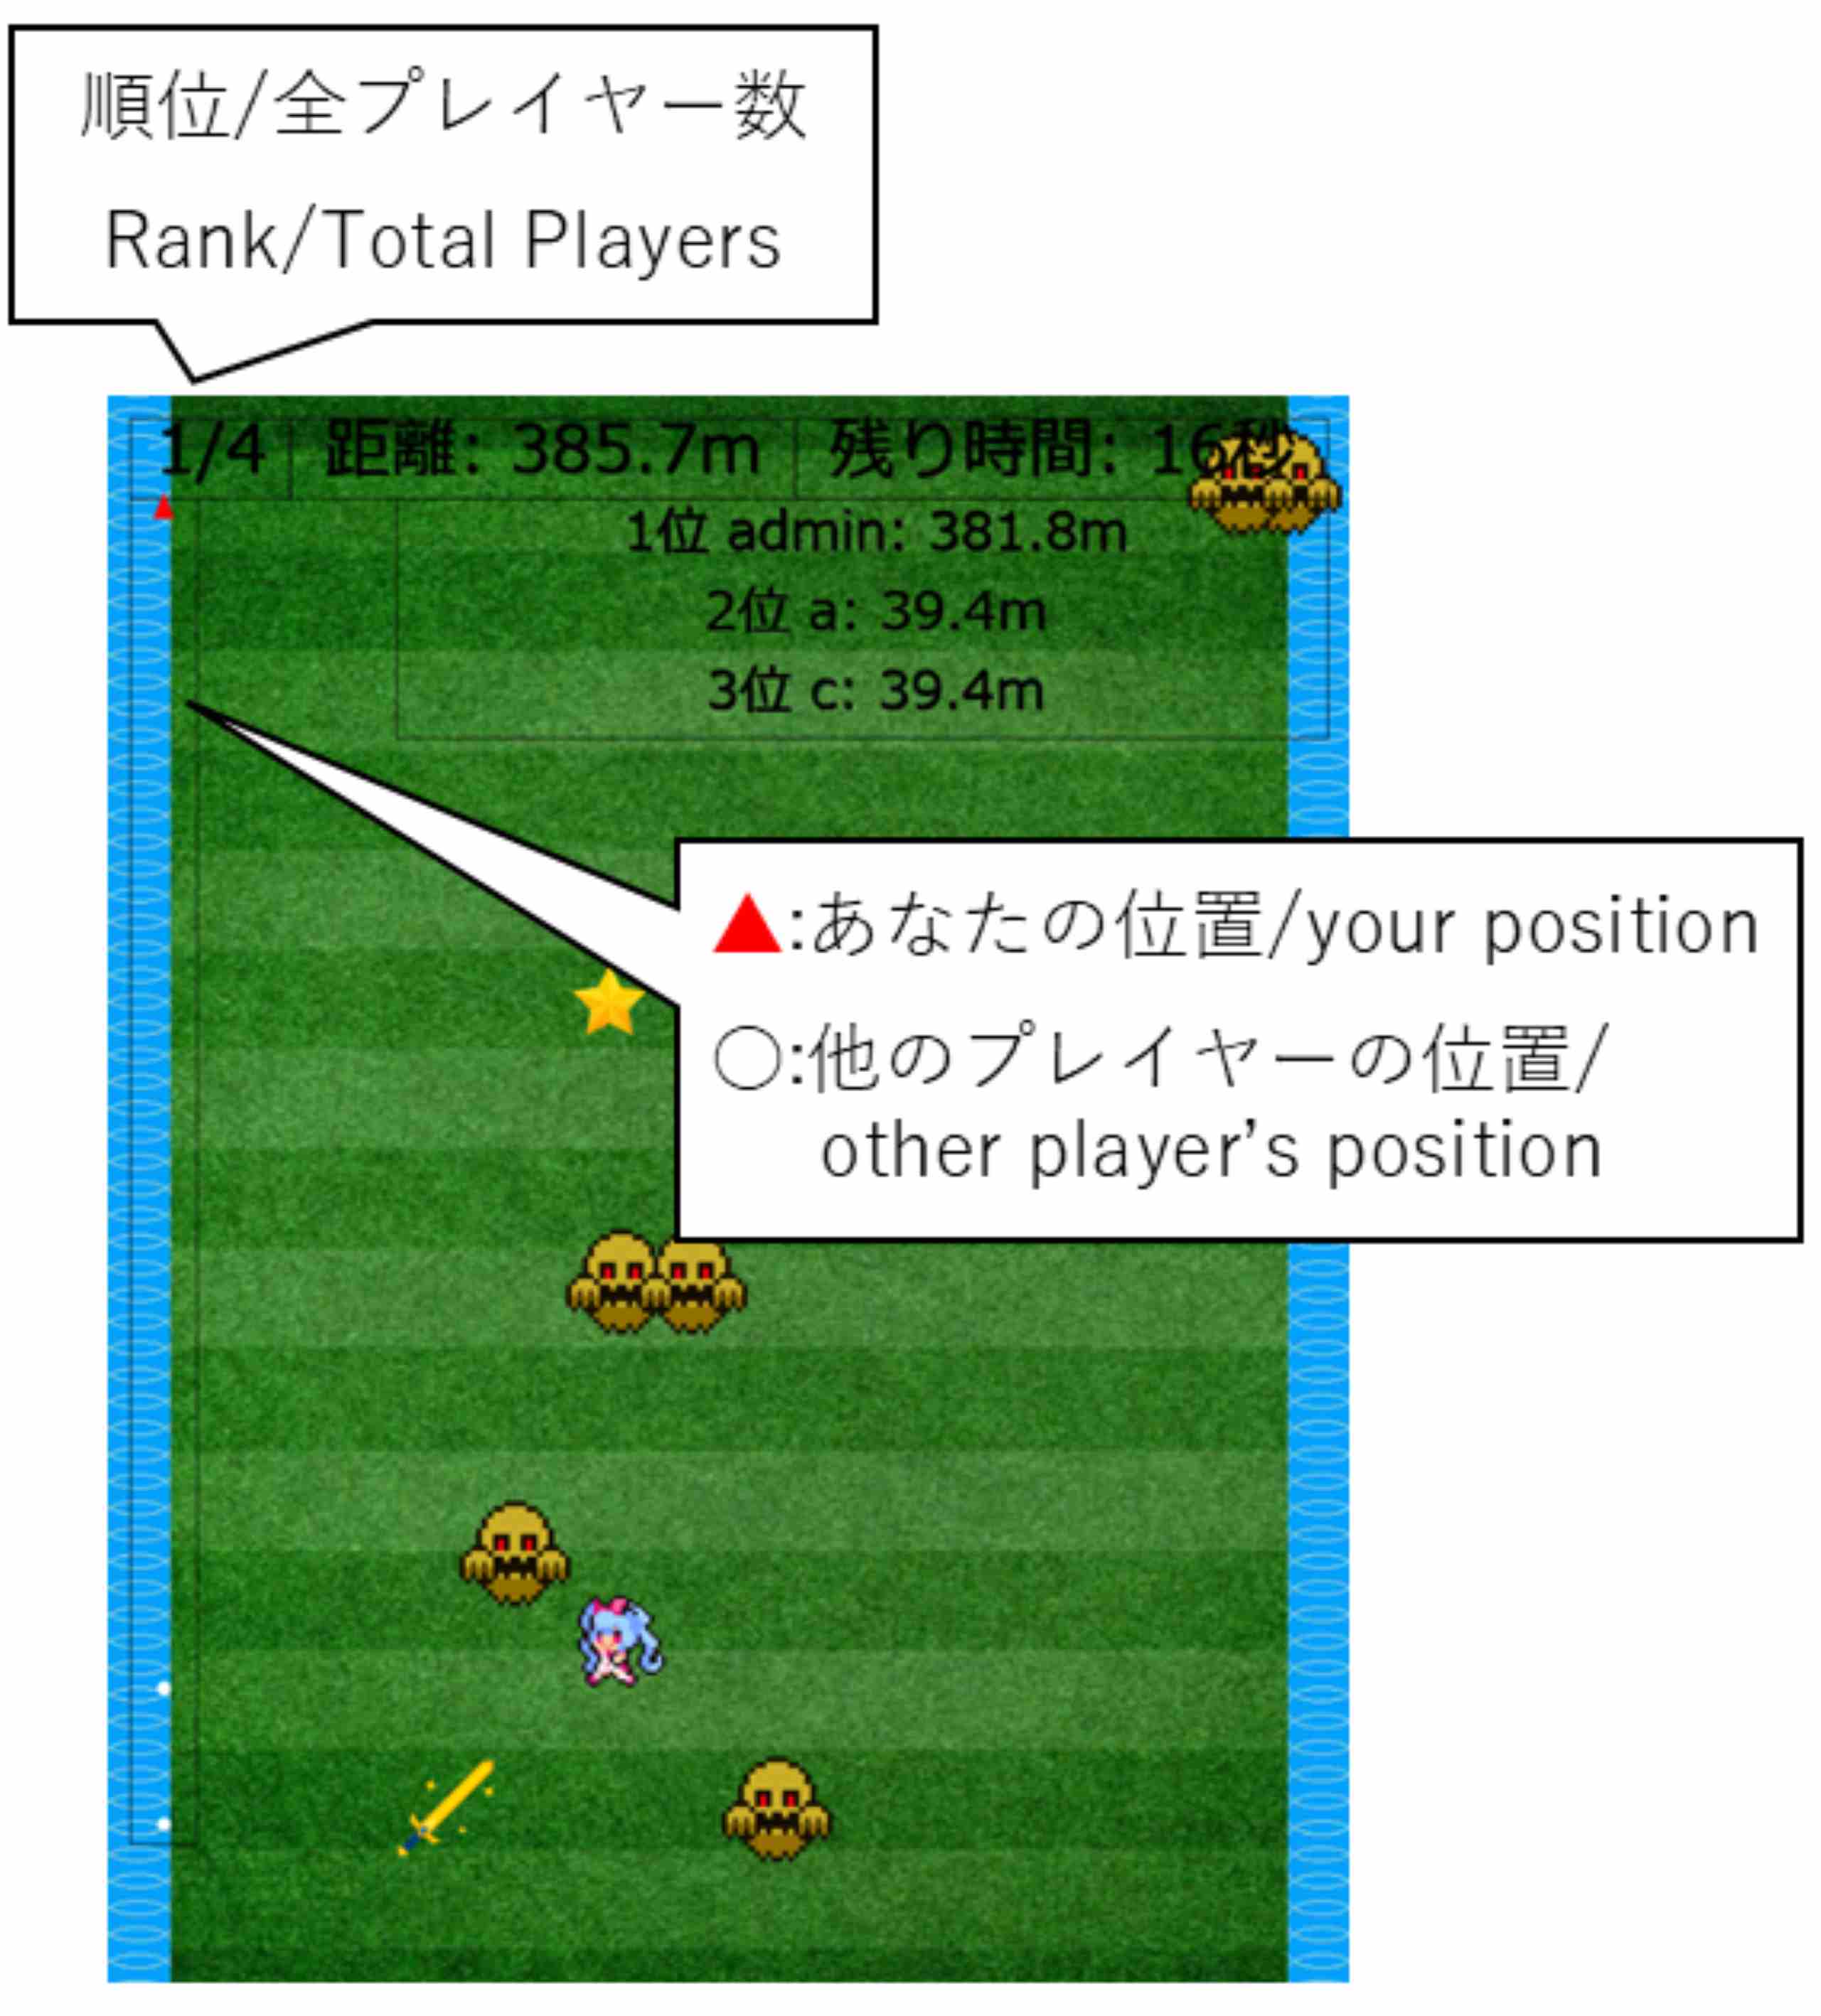 順位/全プレイヤー数
Rank/Total Players
1/4 距離: 385.7m 残り時間: 16秒
1位 admin: 381.8m
2位 a: 39.4m
3位 c: 39.4m
▲:あなたの位置/your position
○:他のプレイヤーの位置/
other player’s position